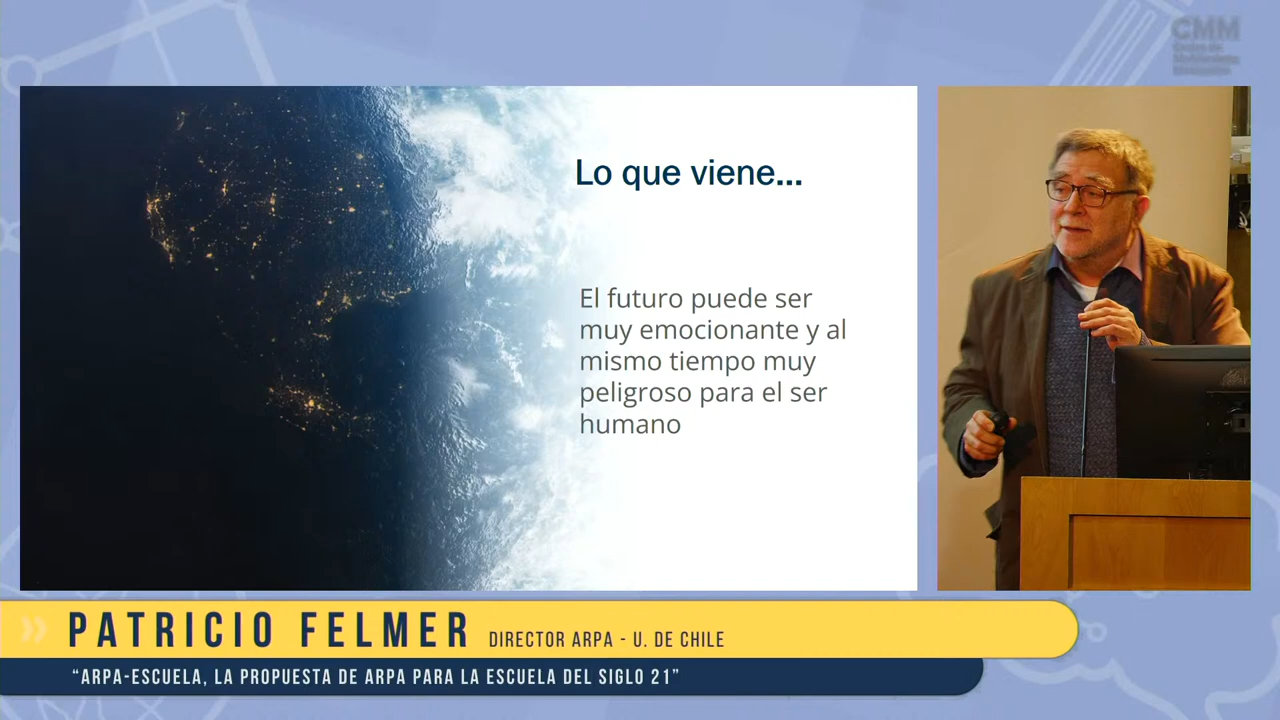 CMM
Lo que viene...
El futuro puede ser
muy emocionante y al
mismo tiempo muy
peligroso para el ser
humano
PATRICIO FELMER DIRECTOR ARPA - U. DE CHILE
“ARPA-ESCUELA, LA PROPUESTA DE ARPA PARA LA ESCUELA DEL SIGLO 21”